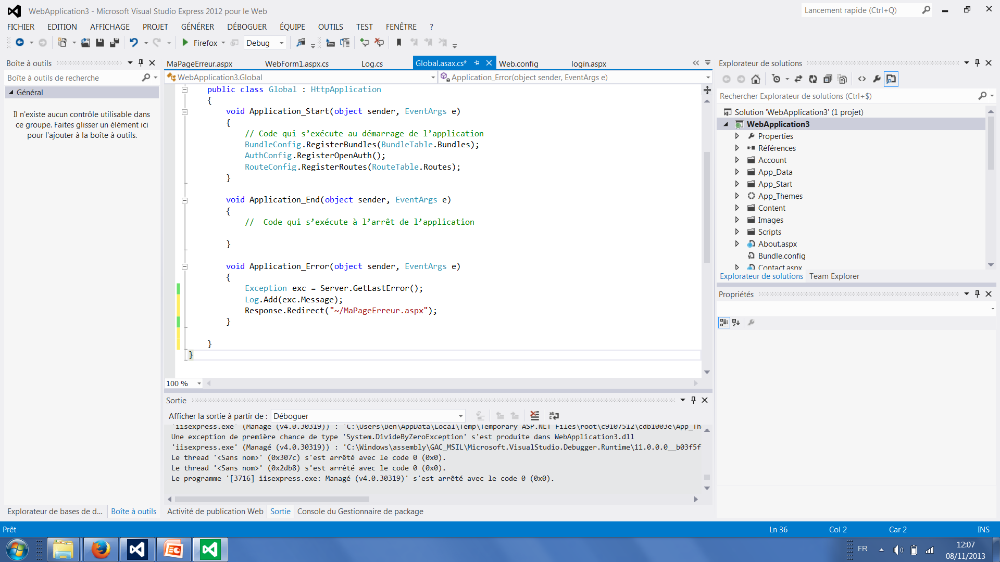 WebApplication3 - Microsoft Visual Studio Express 2012 pour le Web
Lancement rapide (Ctrl+Q)
FICHIER EDITION AFFICHAGE PROJET GÉNÉRER DÉBOGUER ÉQUIPE OUTILS TEST FENÊTRE ?
Firefox Debug
Boîte à outils
Boîte à outils de recherche
Général
Il n'existe aucun contrôle utilisable dans
ce groupe. Faites glisser un élément ici
pour l'ajouter à la boîte à outils.
Explorateur de bases de d... Boîte à outils
MaPageErreur.aspx WebForm1.aspx.cs Log.cs Global.asax.cs* Web.config login.aspx
WebApplication3.Global Application_Error(object sender, EventArgs e)
public class Global : HttpApplication
{
void Application_Start(object sender, EventArgs e)
{
// Code qui s’exécute au démarrage de l’application
BundleConfig.RegisterBundles(BundleTable.Bundles);
AuthConfig.RegisterOpenAuth();
RouteConfig.RegisterRoutes(RouteTable.Routes);
}
void Application_End(object sender, EventArgs e)
{
//  Code qui s’exécute à l’arrêt de l’application
}
void Application_Error(object sender, EventArgs e)
{
Exception exc = Server.GetLastError();
Log.Add(exc.Message);
Response.Redirect("~/MaPageErreur.aspx");
}
}
}
100 %
Sortie
Afficher la sortie à partir de : Déboguer
'iisexpress.exe' (Managé (v4.0.30319)) : 'C:\Users\Ben\AppData\Local\Temp\Temporary ASP.NET Files\root\c9107512\cdb1003e\App_Th
Une exception de première chance de type 'System.DivideByZeroException' s'est produite dans WebApplication3.dll
'iisexpress.exe' (Managé (v4.0.30319)) : 'C:\Windows\assembly\GAC_MSIL\Microsoft.VisualStudio.Debugger.Runtime\11.0.0.0__b03f5f
Le thread '<Sans nom>' (0x307c) s'est arrêté avec le code 0 (0x0).
Le thread '<Sans nom>' (0x2db8) s'est arrêté avec le code 0 (0x0).
Le programme '[3716] iisexpress.exe: Managé (v4.0.30319)' s'est arrêté avec le code 0 (0x0).
Activité de publication Web Sortie Console du Gestionnaire de package
Explorateur de solutions
Rechercher Explorateur de solutions (Ctrl+$)
Solution 'WebApplication3' (1 projet)
WebApplication3
Properties
Références
Account
App_Data
App_Start
App_Themes
Content
Images
Scripts
About.aspx
Bundle.config
Contact.aspx
Explorateur de solutions Team Explorer
Propriétés
Prêt Ln 36 Col 2 Car 2 INS
FR
12:07
08/11/2013